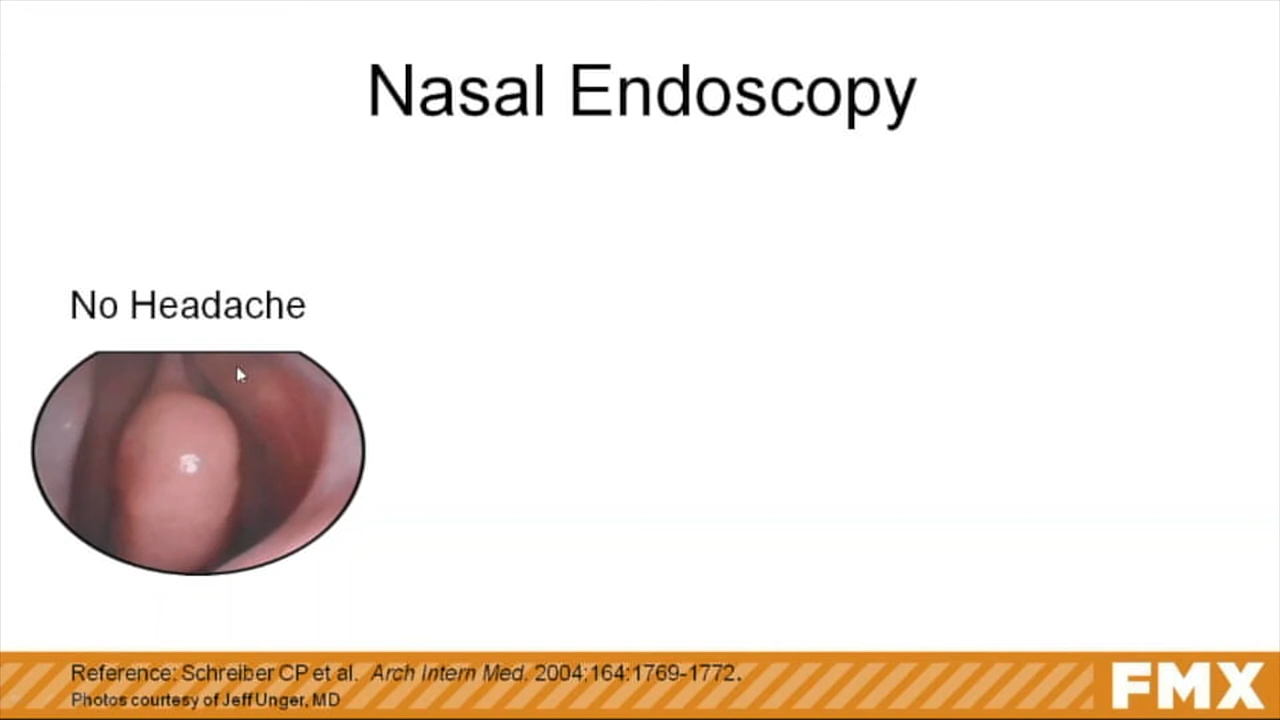 Nasal Endoscopy
No Headache
Reference: Schreiber CP et al. Arch Intern Med. 2004;164:1769-1772.
Photos courtesy of Jeff Unger, MD
FMX